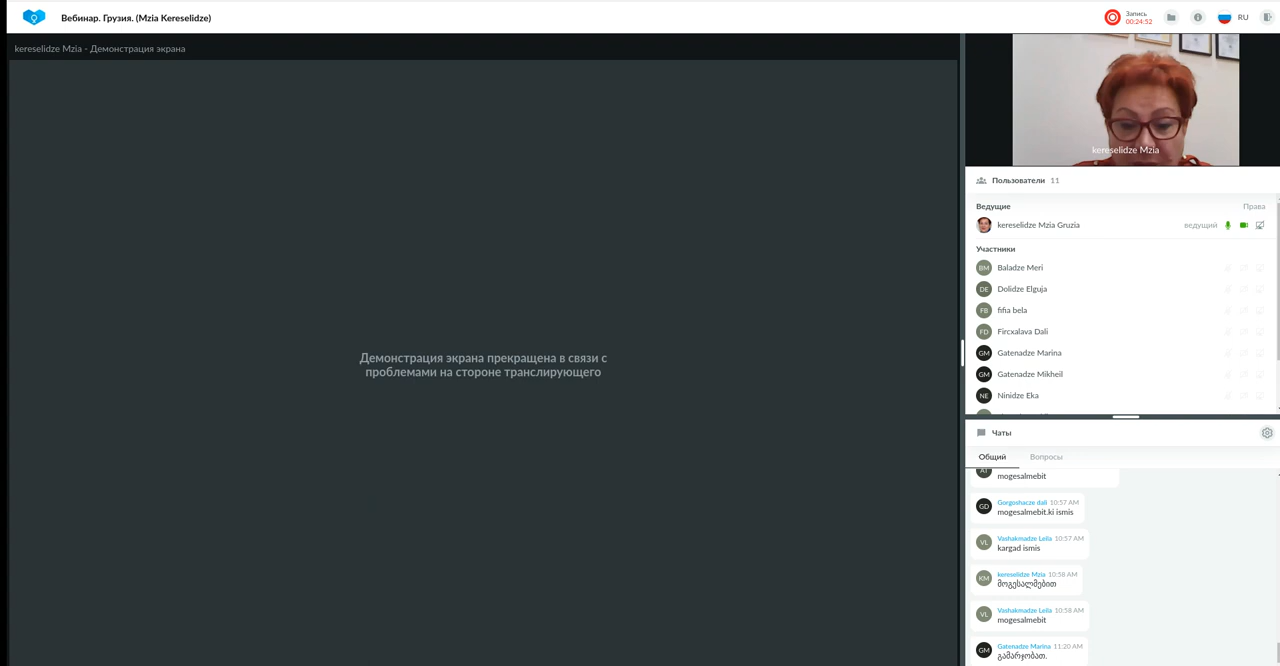 Вебинар. Грузия. (Mzia Kereselidze)
Запись
00:24:52
RU
kereselidze Mzia - Демонстрация экрана
Демонстрация экрана прекращена в связи с
проблемами на стороне транслирующего
kereselidze Mzia
Пользователи 11
Ведущие Права
kereselidze Mzia Gruzia ведущий
Участники
BM Baladze Meri
DE Dolidze Elguja
FB fifia bela
FD Fircxalava Dali
GM Gatenadze Marina
GM Gatenadze Mikheil
NE Ninidze Eka
Чаты
Общий Вопросы
mogesalmebit
Gorgoshacze dali 10:57 AM
GD mogesalmebit.ki ismis
Vashakmadze Leila 10:57 AM
VL kargad ismis
kereselidze Mzia 10:58 AM
KM მოგესალმებით
Vashakmadze Leila 10:58 AM
VL mogesalmebit
Gatenadze Marina 11:20 AM
GM გამარჯობათ.